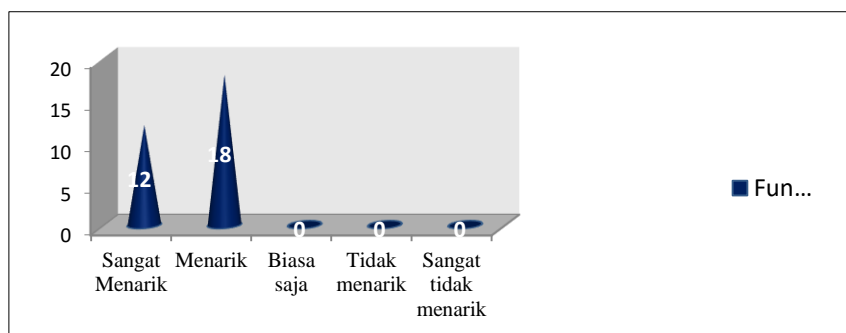 20
15
10
5
0
12
18
0
0
0
Sangat
Menarik
Menarik
Biasa
saja
Tidak
menarik
Sangat
tidak
menarik
Fun...